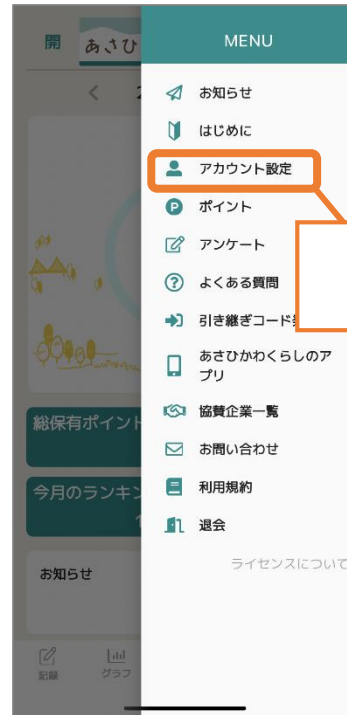 開
あさひ
MENU
<
お知らせ
はじめに
アカウント設定
P
ポイント
アンケート
?
よくある質問
引き継ぎコード
あさひかわくらしのア
プリ
協賛企業一覧
お問い合わせ
利用規約
退会
ライセンスについて
総保有ポイント
今月のランキン
お知らせ
記録
グラフ